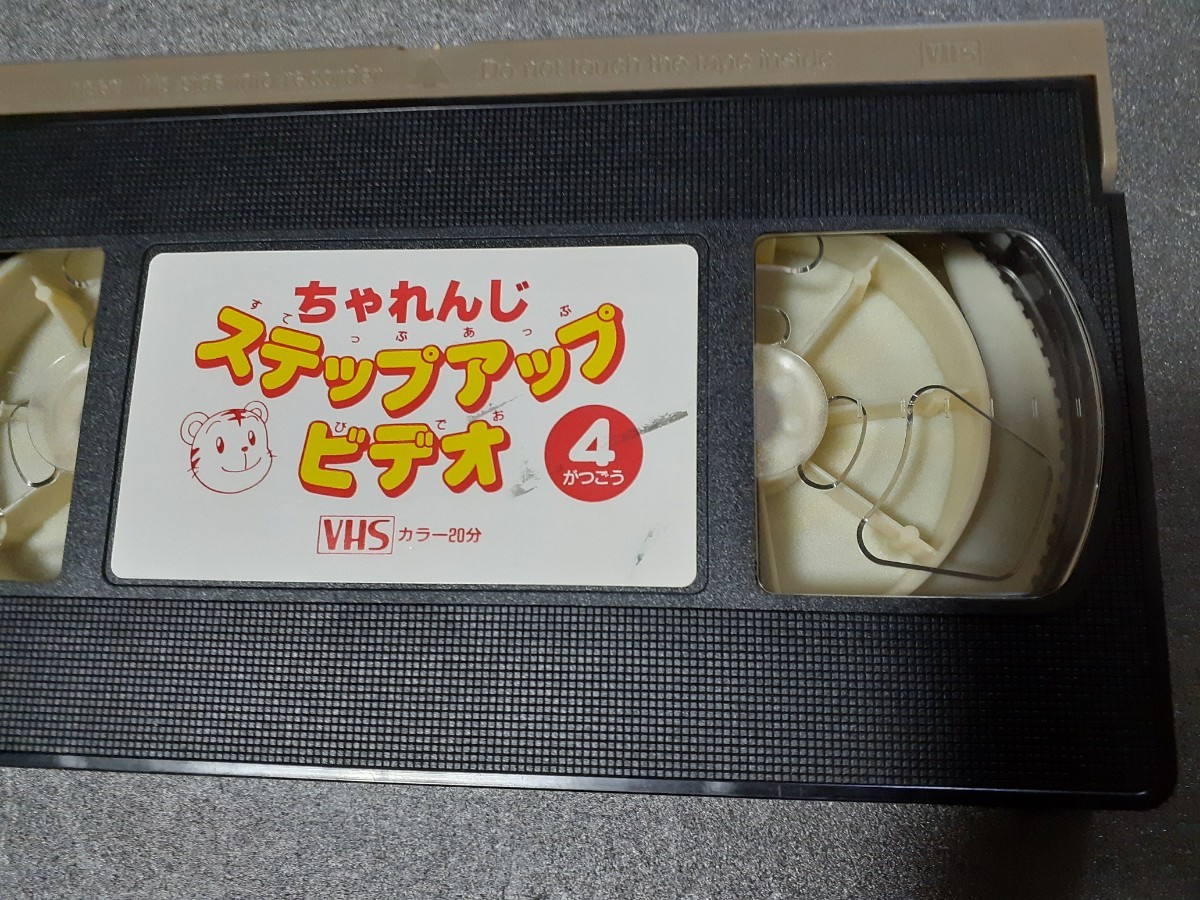 Do not touch the tape inside
VHS
ちゃれんじ
すてっぷあっぷ
ステップアップ
びでお
ビデオ
4
がつごう
VHS カラー20分